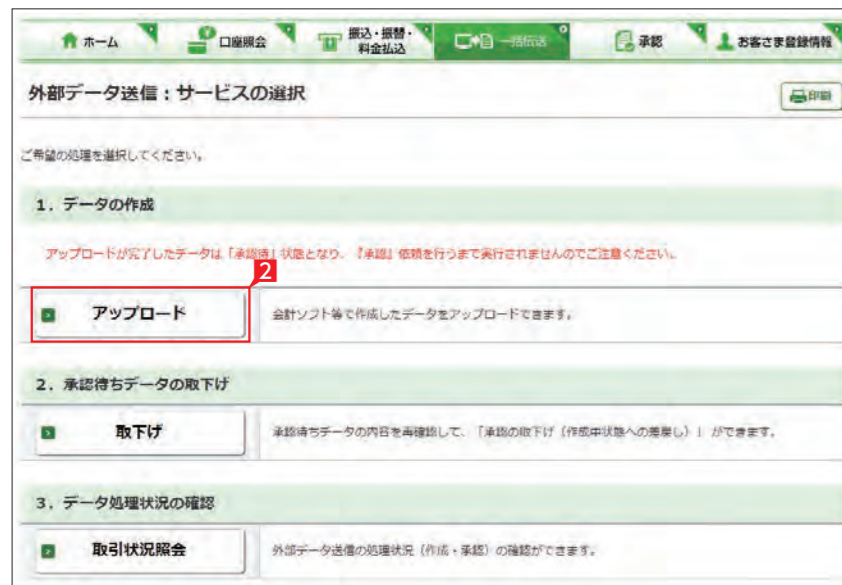 ホーム
口座照会
振込・振替・
料金払込
一括伝送
承認
お客さま登録情報
外部データ送信：サービスの選択
印刷
ご希望の処理を選択してください。
1．データの作成
アップロードが完了したデータは「承認待」状態となり、『承認』依頼を行うまで実行されませんのでご注意ください。
2
アップロード
会計ソフト等で作成したデータをアップロードできます。
2．承認待ちデータの取下げ
取下げ
承認待ちデータの内容を再確認して、「承認の取下げ（作成中状態への差戻し）」ができます。
3．データ処理状況の確認
取引状況照会
外部データ送信の処理状況（作成・承認）の確認ができます。